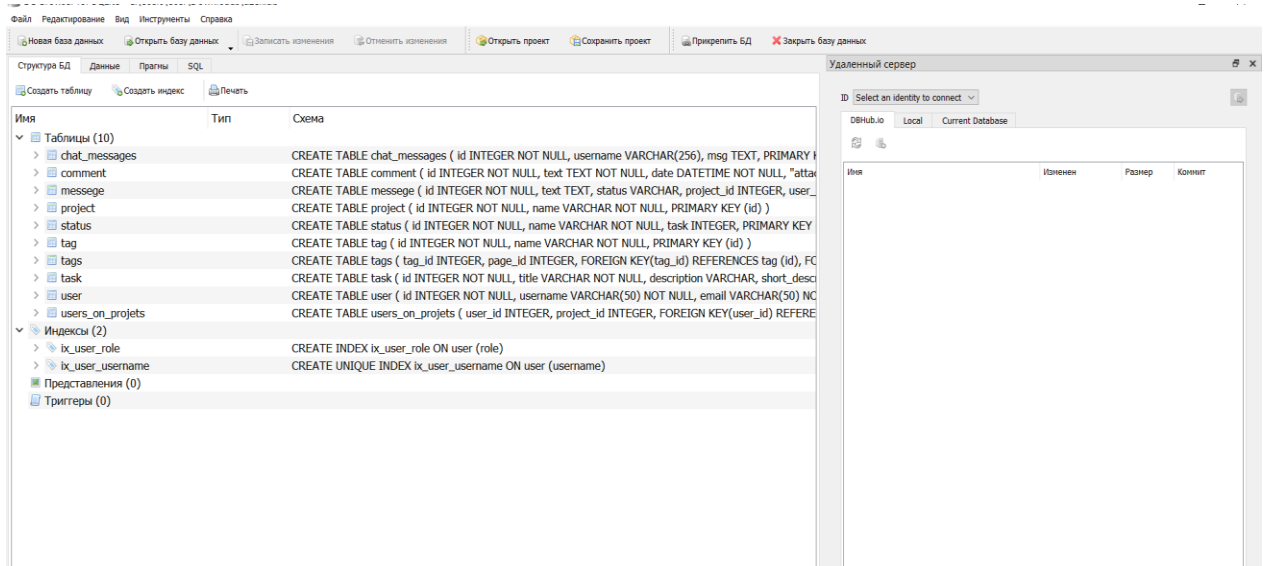 Файл Редактирование Вид Инструменты Справка
Новая база данных Открыть базу данных Записать изменения Отменить изменения Открыть проект Сохранить проект Прикрепить БД Закрыть базу данных
Структура БД Данные Прагмы SQL
Создать таблицу Создать индекс Печать
Имя Тип Схема
Таблицы (10)
chat_messages CREATE TABLE chat_messages ( id INTEGER NOT NULL, username VARCHAR(256), msg TEXT, PRIMARY
comment CREATE TABLE comment ( id INTEGER NOT NULL, text TEXT NOT NULL, date DATETIME NOT NULL, "atta
messege CREATE TABLE messege ( id INTEGER NOT NULL, text TEXT, status VARCHAR, project_id INTEGER, user_
project CREATE TABLE project ( id INTEGER NOT NULL, name VARCHAR NOT NULL, PRIMARY KEY (id) )
status CREATE TABLE status ( id INTEGER NOT NULL, name VARCHAR NOT NULL, task INTEGER, PRIMARY KEY
tag CREATE TABLE tag ( id INTEGER NOT NULL, name VARCHAR NOT NULL, PRIMARY KEY (id) )
tags CREATE TABLE tags ( tag_id INTEGER, page_id INTEGER, FOREIGN KEY(tag_id) REFERENCES tag (id), FO
task CREATE TABLE task ( id INTEGER NOT NULL, title VARCHAR NOT NULL, description VARCHAR, short_desc
user CREATE TABLE user ( id INTEGER NOT NULL, username VARCHAR(50) NOT NULL, email VARCHAR(50) NO
users_on_projets CREATE TABLE users_on_projets ( user_id INTEGER, project_id INTEGER, FOREIGN KEY(user_id) REFERE
Индексы (2)
ix_user_role CREATE INDEX ix_user_role ON user (role)
ix_user_username CREATE UNIQUE INDEX ix_user_username ON user (username)
Представления (0)
Триггеры (0)
Удаленный сервер
ID Select an identity to connect
DBHub.io Local Current Database
Имя Изменен Размер Коммит